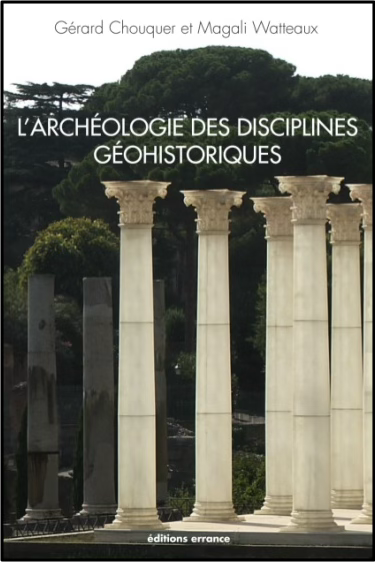 Gérard Chouquer et Magali Watteaux
L'ARCHÉOLOGIE DES DISCIPLINES
GÉOHISTORIQUES
éditions errance